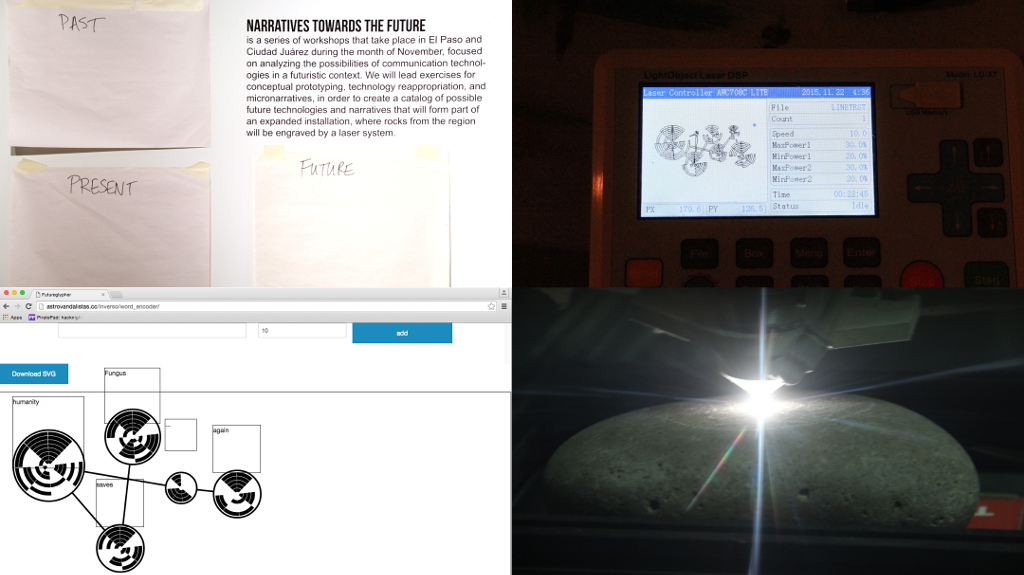 PAST
NARRATIVES TOWARDS THE FUTURE
is a series of workshops that take place in El Paso and
Ciudad Juárez during the month of November, focused
on analyzing the possibilities of communication technol-
ogies in a futuristic context. We will lead exercises for
conceptual prototyping, technology reappropriation, and
micronarratives, in order to create a catalog of possible
future technologies and narratives that will form part of
an expanded installation, where rocks from the region
will be engraved by a laser system.
PRESENT
FUTURE
LightObject Laser DSP
Laser Controller AWC708C LITE 2015.11.22 4:36
File LINETEST
Count 1
Speed 10.0
MaxPower1 30.0%
MinPower1 20.0%
MaxPower2 30.0%
MinPower2 20.0%
Time 00:22:45
Status Idle
PX 179.6 PY 126.5
File
Box
Menu
Enter
Futureglypher
astrovandalistas.cc/inverso/word_encoder/
Apps
10
add
Download SVG
humanity
Fungus
...
again
saves